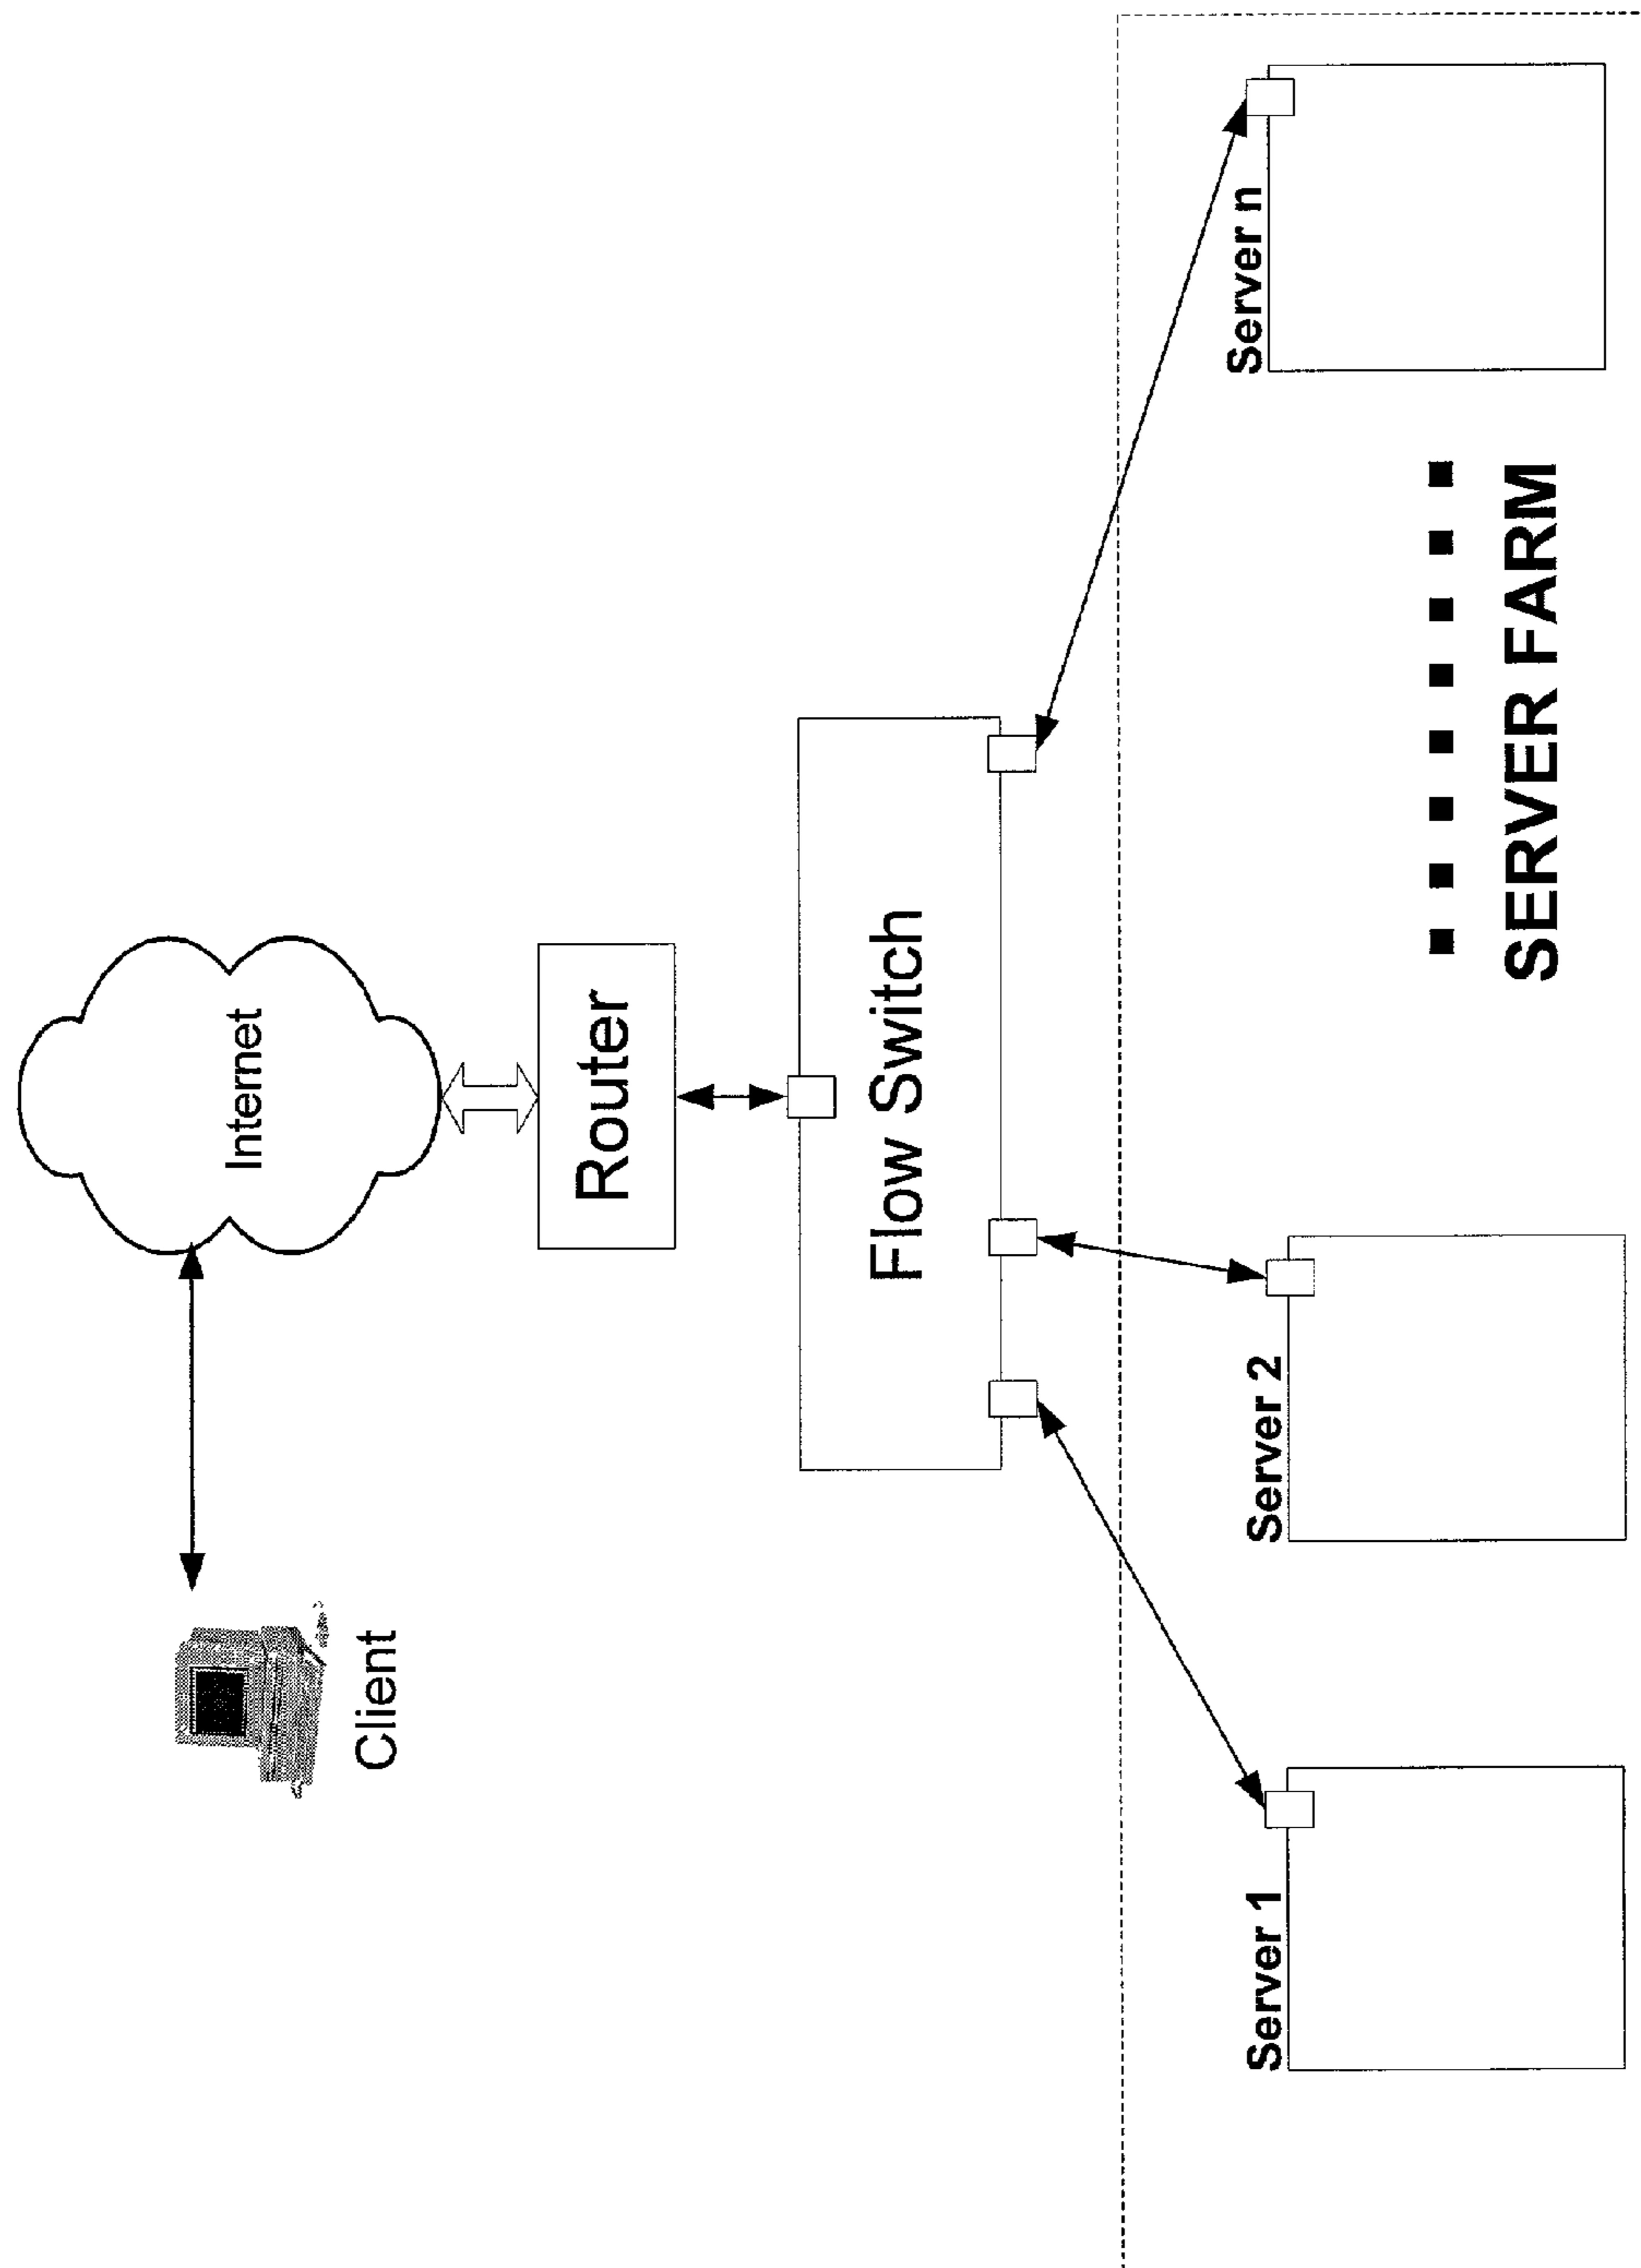 Client
Internet
Router
Flow Switch
Server 1
Server 2
Server n
SERVER FARM